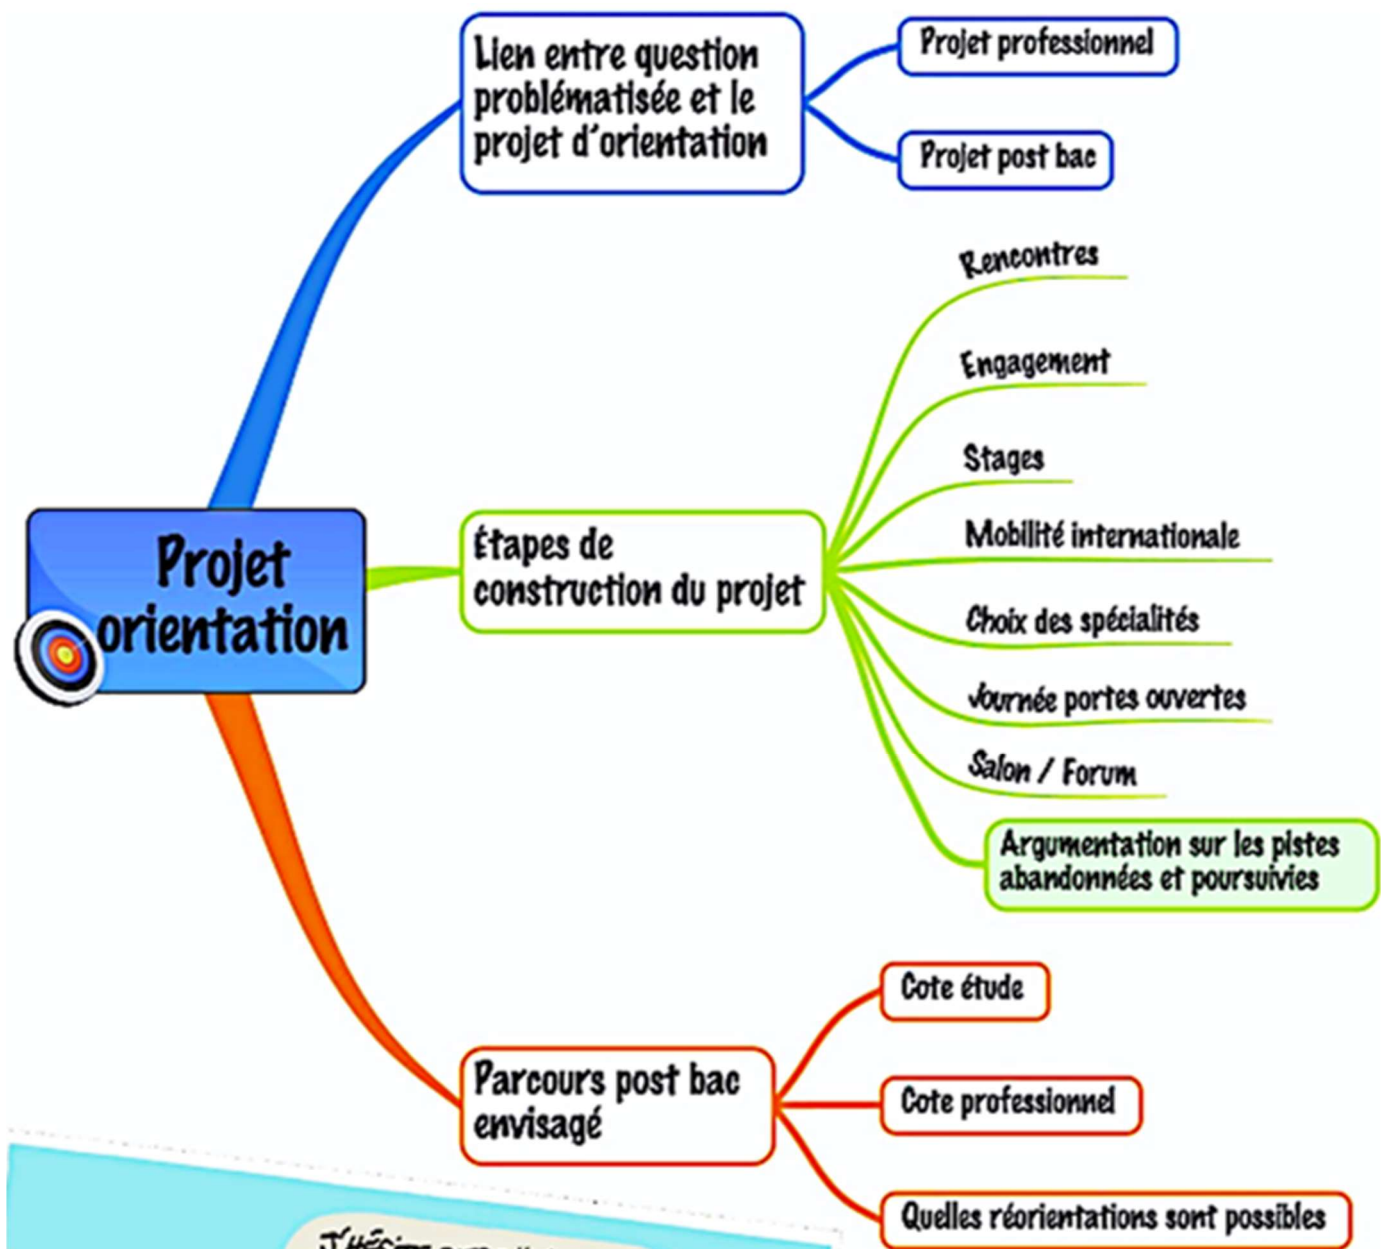 Lien entre question
problématisée et le
projet d'orientation
Projet professionnel
Projet post bac
Projet
orientation
Étapes de
construction du projet
Rencontres
Engagement
Stages
Mobilité internationale
Choix des spécialités
Journée portes ouvertes
Salon / Forum
Argumentation sur les pistes
abandonnées et poursuivies
Parcours post bac
envisagé
Cote étude
Cote professionnel
Quelles réorientations sont possibles